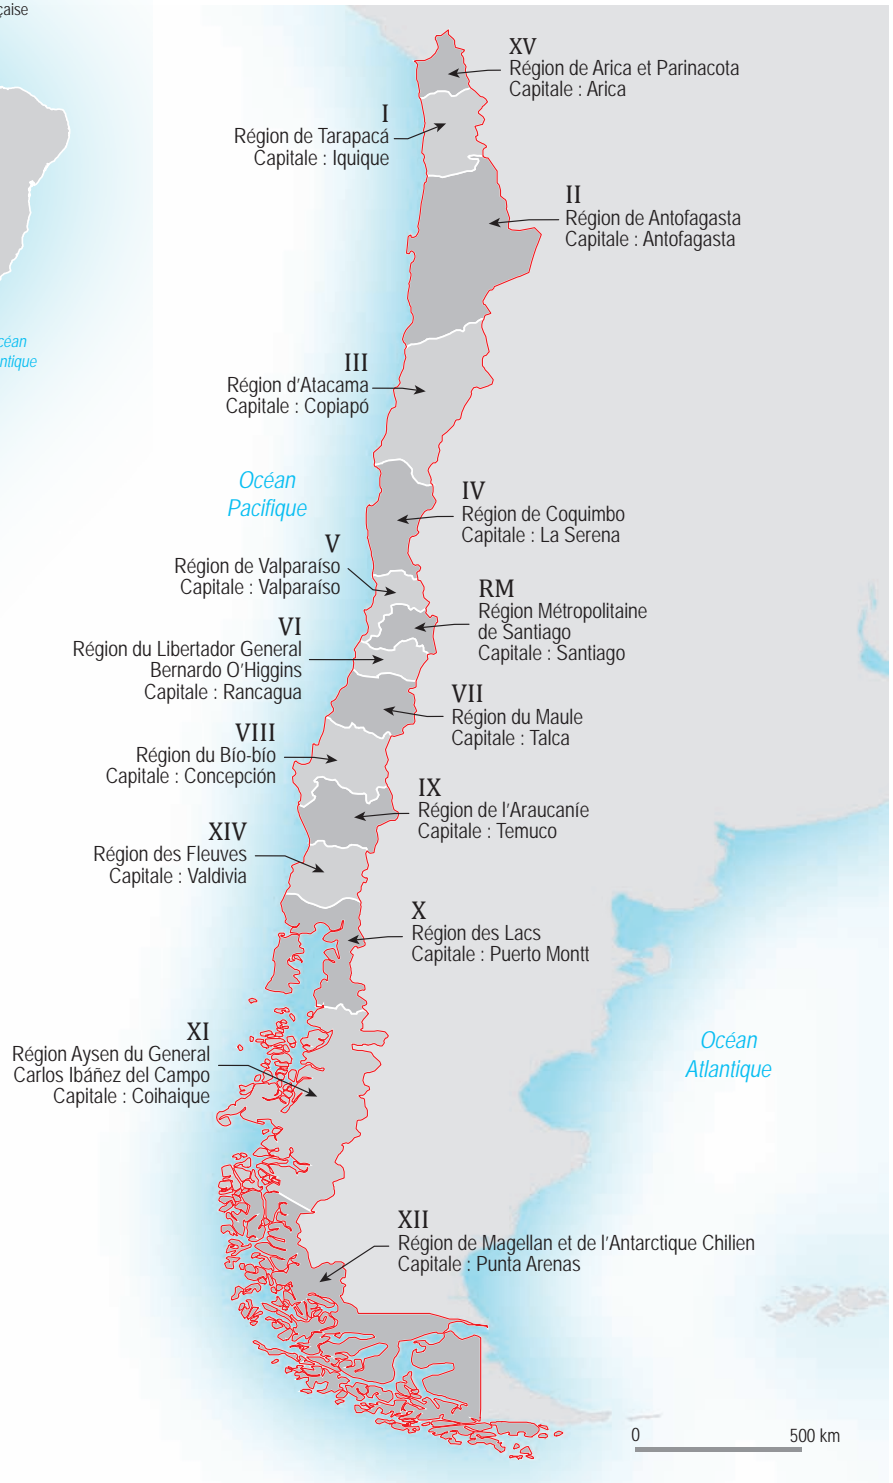 XV
Région de Arica et Parinacota
Capitale : Arica
I
Région de Tarapacá
Capitale : Iquique
II
Région de Antofagasta
Capitale : Antofagasta
III
Région d'Atacama
Capitale : Copiapó
Océan
Pacifique
IV
Région de Coquimbo
Capitale : La Serena
V
Région de Valparaíso
Capitale : Valparaíso
RM
Région Métropolitaine
de Santiago
Capitale : Santiago
VI
Région du Libertador General
Bernardo O'Higgins
Capitale : Rancagua
VII
Région du Maule
Capitale : Talca
VIII
Région du Bío-bío
Capitale : Concepción
IX
Région de l'Araucaníe
Capitale : Temuco
XIV
Région des Fleuves
Capitale : Valdivia
X
Région des Lacs
Capitale : Puerto Montt
XI
Région Aysen du General
Carlos Ibáñez del Campo
Capitale : Coihaique
Océan
Atlantique
XII
Région de Magellan et de l'Antarctique Chilien
Capitale : Punta Arenas
0 500 km